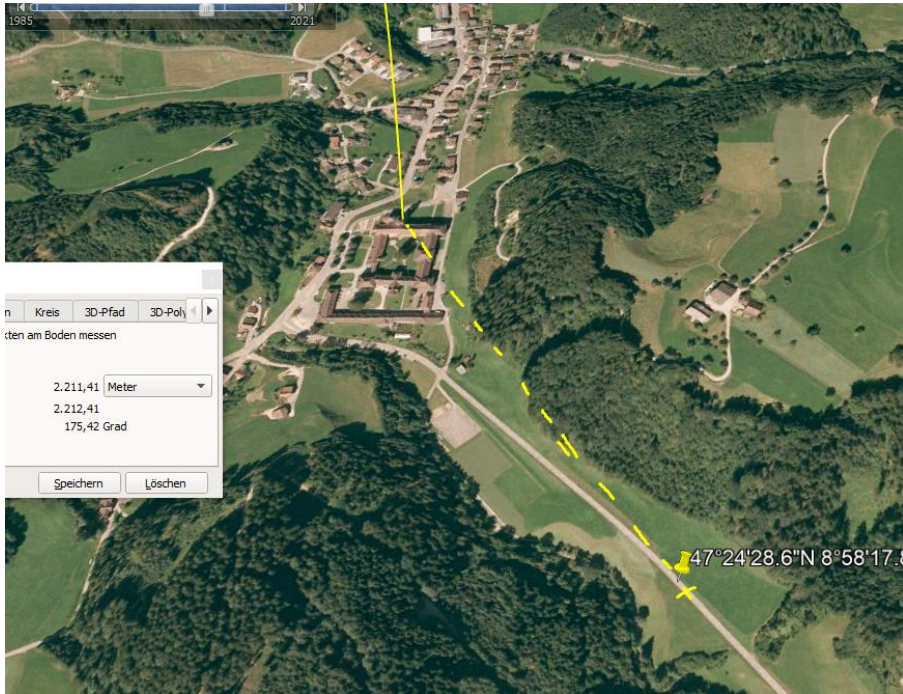 1985 2021
n Kreis 3D-Pfad 3D-Poly
kten am Boden messen
2.211,41 Meter
2.212,41
175,42 Grad
Speichern Löschen
47°24'28.6"N 8°58'17.8